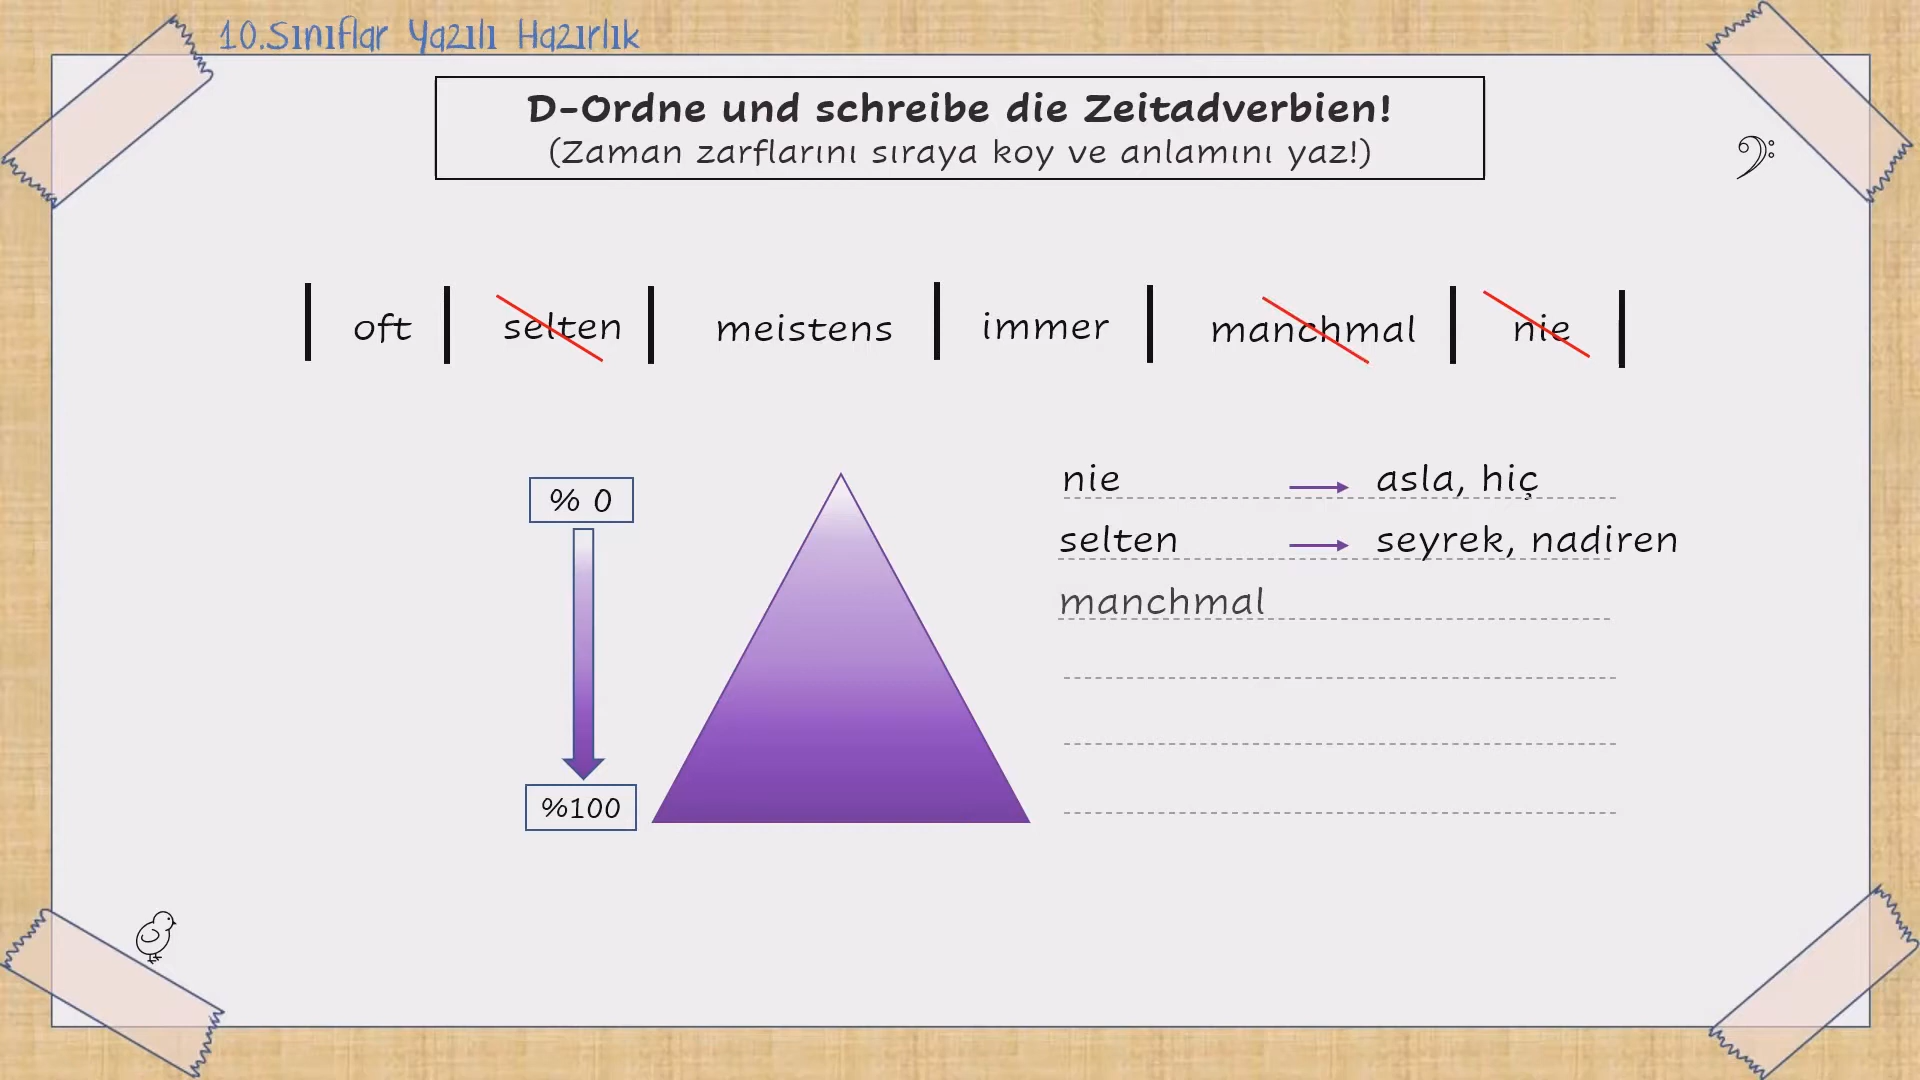 10.Sınıflar Yazılı Hazırlık
D-Ordne und schreibe die Zeitadverbien!
(Zaman zarflarını sıraya koy ve anlamını yaz!)
oft selten meistens immer manchmal nie
% 0
%100
nie asla, hiç
selten seyrek, nadiren
manchmal